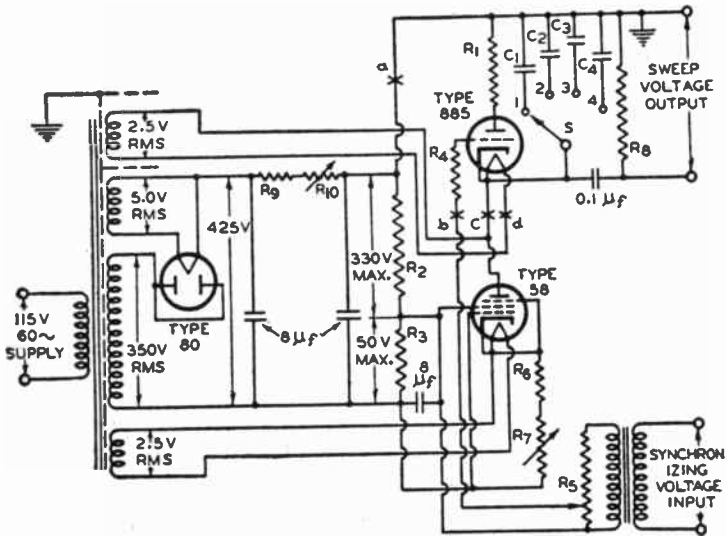 2.5V
RMS
5.0V
RMS
115V
60~
SUPPLY
350V
RMS
2.5V
RMS
TYPE
80
425V
R9
R10
8μf
330V
MAX.
50V
MAX.
R2
R3
8
μf
a
R1
TYPE
885
R4
b
c
d
C1
C2
C3
C4
1
2
3
4
S
R8
0.1μf
SWEEP
VOLTAGE
OUTPUT
TYPE
58
R6
R7
R5
SYNCHRON
IZING
VOLTAGE
INPUT